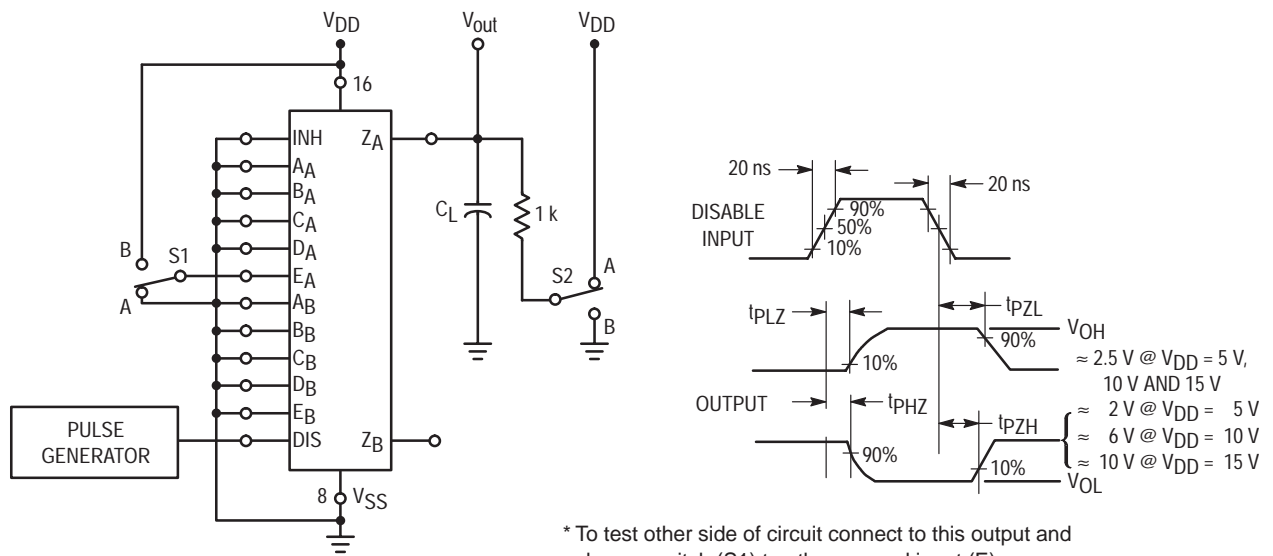 VDD
Vout
VDD
16
INH
ZA
AA
BA
CA
DA
EA
AB
BB
CB
DB
EB
DIS
ZB
B
S1
A
CL
1 k
S2
A
B
PULSE
GENERATOR
8
VSS
20 ns
20 ns
DISABLE
INPUT
90%
50%
10%
tPLZ
tPZL
VOH
90%
10%
≈ 2.5 V @ VDD = 5 V,
10 V AND 15 V
OUTPUT
tPHZ
tPZH
≈ 2 V @ VDD = 5 V
≈ 6 V @ VDD = 10 V
≈ 10 V @ VDD = 15 V
90%
10%
VOL
* To test other side of circuit connect to this output and